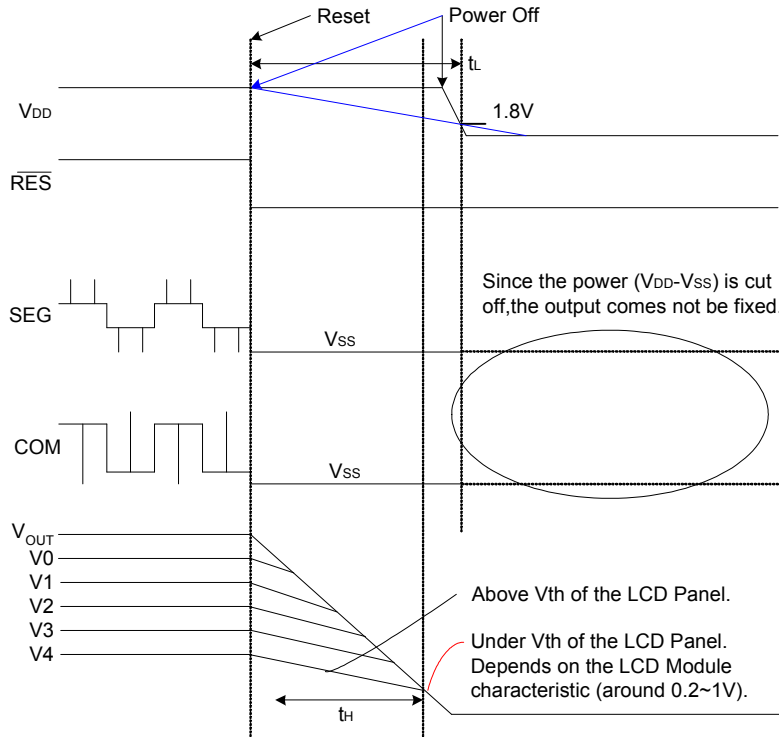 Reset
Power Off
tL
VDD
1.8V
RES
Since the power (VDD-VSS) is cut
off,the output comes not be fixed.
SEG
VSS
COM
VSS
VOUT
V0
V1
V2
V3
V4
Above Vth of the LCD Panel.
Under Vth of the LCD Panel.
Depends on the LCD Module
characteristic (around 0.2~1V).
tH